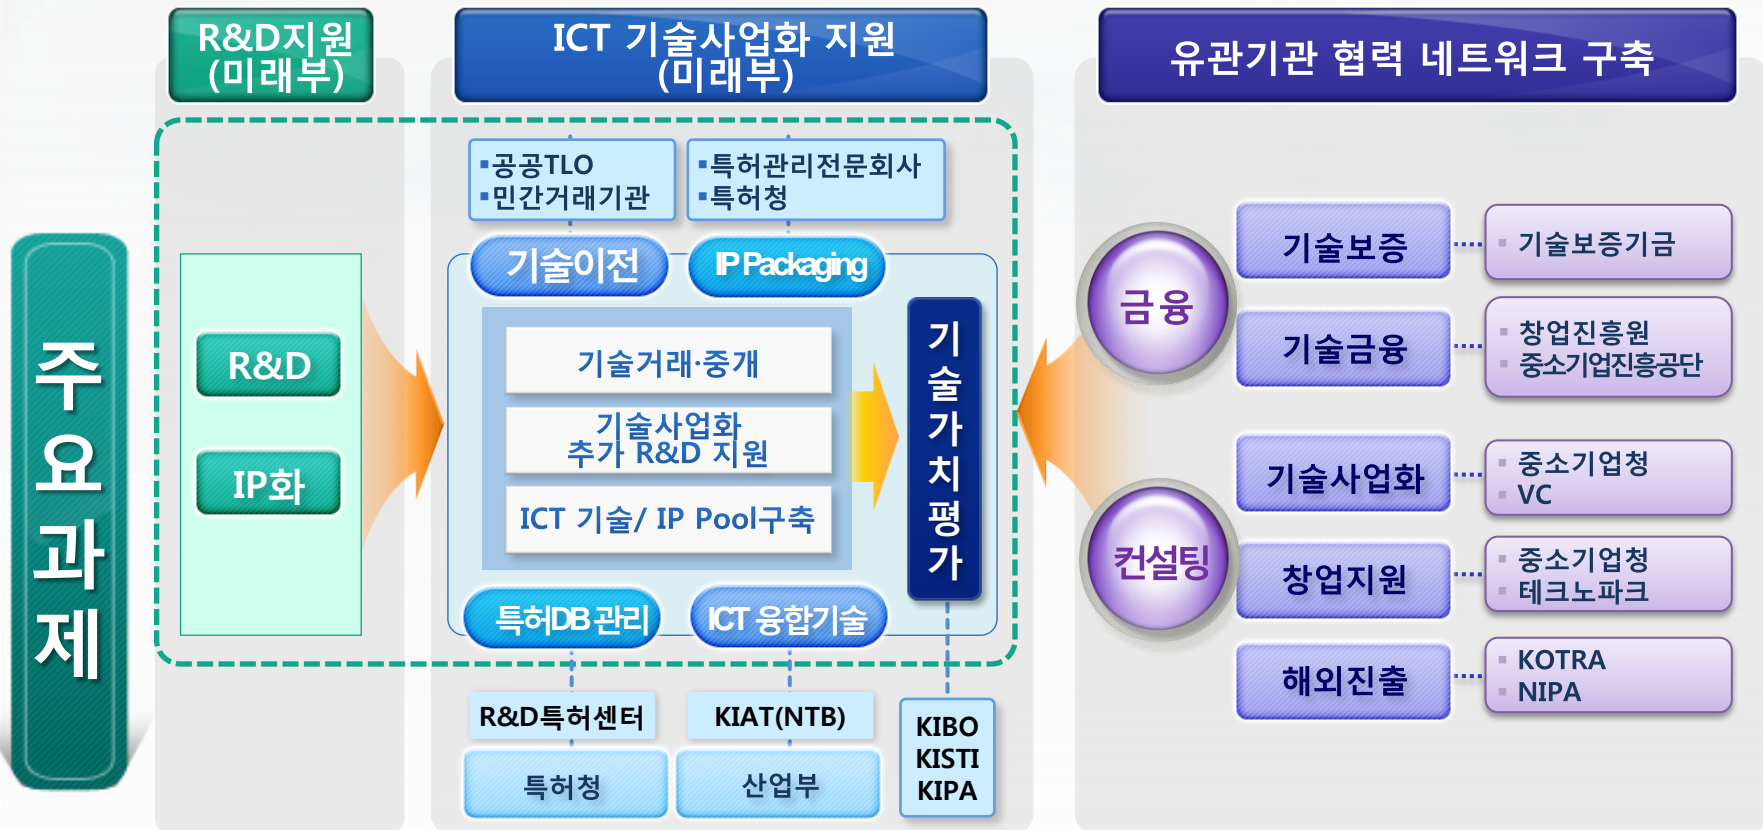 주요과제
R&D지원
(미래부)
R&D
IP화
ICT 기술사업화 지원
(미래부)
▪공공TLO
▪민간거래기관
▪특허관리전문회사
▪특허청
기술이전
IP Packaging
기술거래·중개
기술사업화
추가 R&D 지원
ICT 기술/ IP Pool구축
기술가치평가
특허DB 관리
ICT 융합기술
R&D특허센터
특허청
KIAT(NTB)
산업부
KIBO
KISTI
KIPA
유관기관 협력 네트워크 구축
금융
기술보증
▪ 기술보증기금
기술금융
▪ 창업진흥원
▪ 중소기업진흥공단
컨설팅
기술사업화
▪ 중소기업청
▪ VC
창업지원
▪ 중소기업청
▪ 테크노파크
해외진출
▪ KOTRA
▪ NIPA